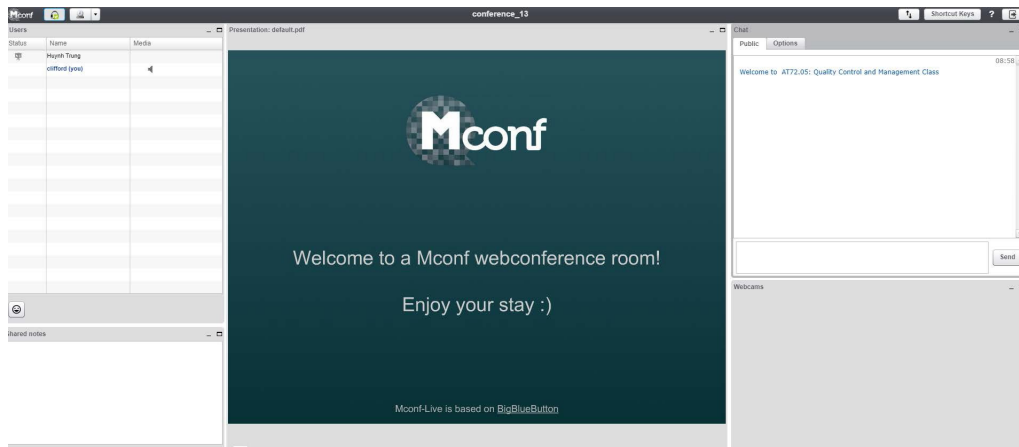 Mconf
conference_13
Shortcut Keys
?
Users
Status Name Media
Huynh Trung
clifford (you)
Shared notes
Presentation: default.pdf
Mconf
Welcome to a Mconf webconference room!
Enjoy your stay :)
Mconf-Live is based on BigBlueButton
Chat
Public Options
08:58
Welcome to AT72.05: Quality Control and Management Class
Send
Webcams